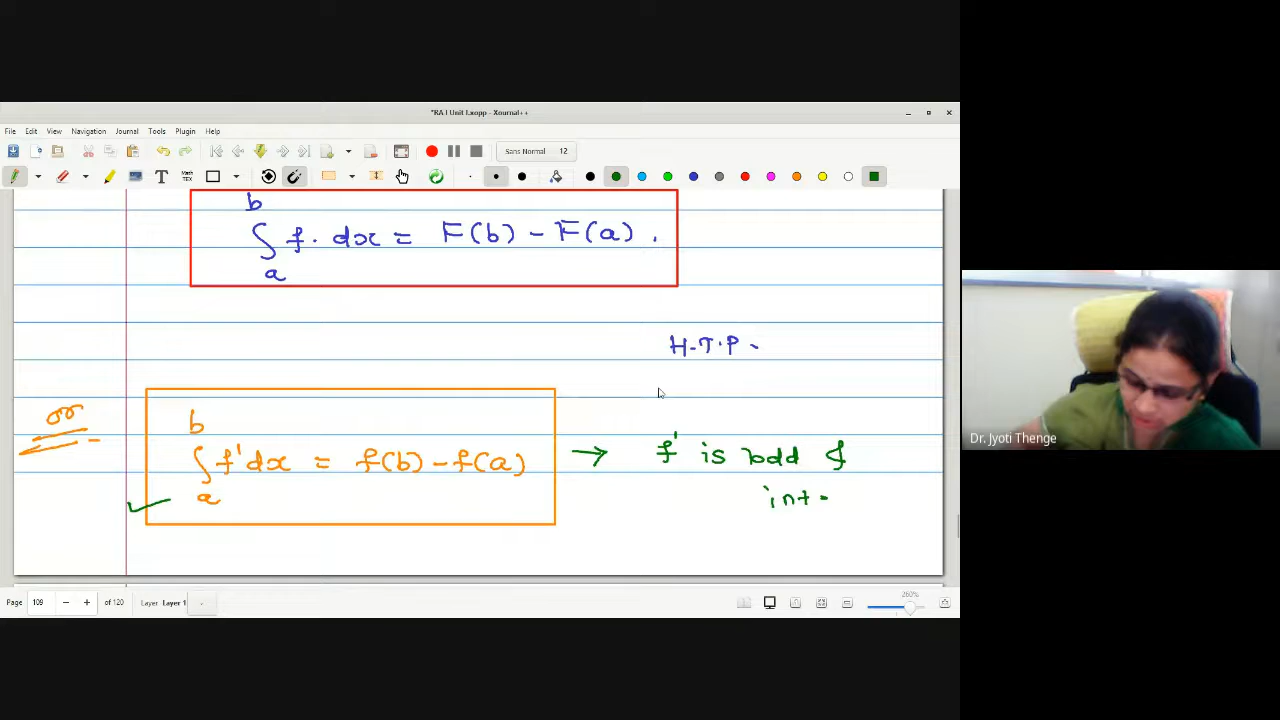 *RA I Unit I.xopp - Xournal++
File Edit View Navigation Journal Tools Plugin Help
Sans Normal 12
b
∫ f. dx = F(b) - F(a).
a
H.T.P.
or
b
∫ f' dx = f(b) - f(a) → f' is bdd &
a
int.
Page 109 of 120 Layer Layer 1
260%
Dr. Jyoti Thenge